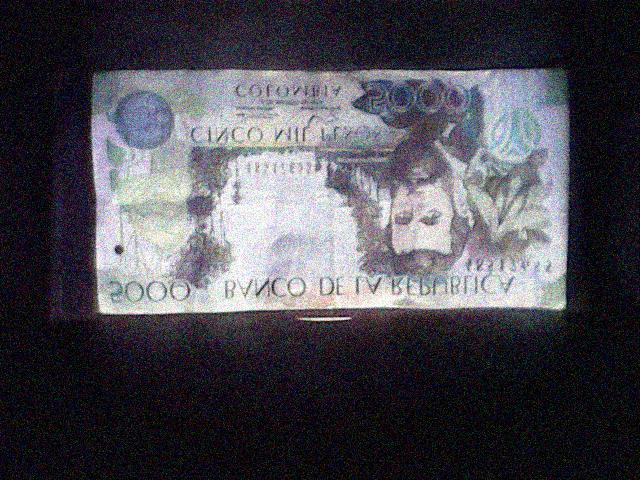 5000 BANCO DE LA REPUBLICA
CINCO MIL PESOS
5000
COLOMBIA